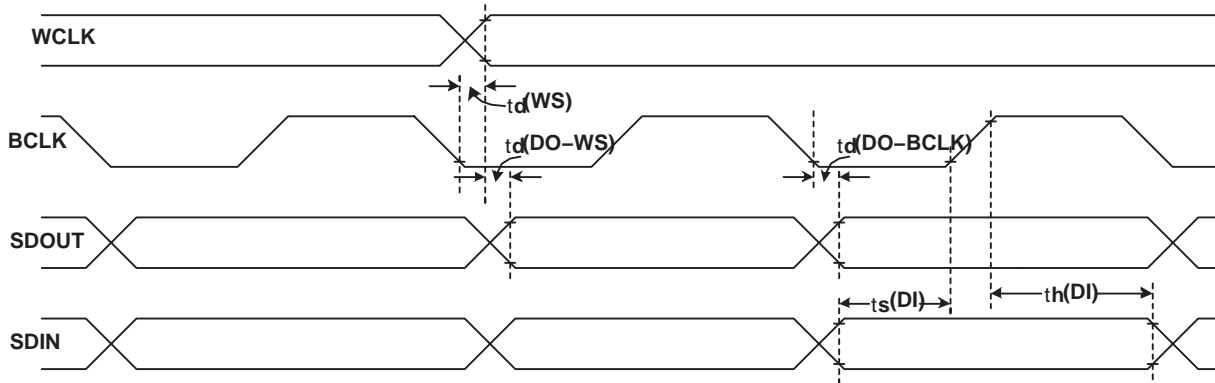 WCLK
td(WS)
BCLK
td(DO−WS)
td(DO−BCLK)
SDOUT
ts(DI)
th(DI)
SDIN